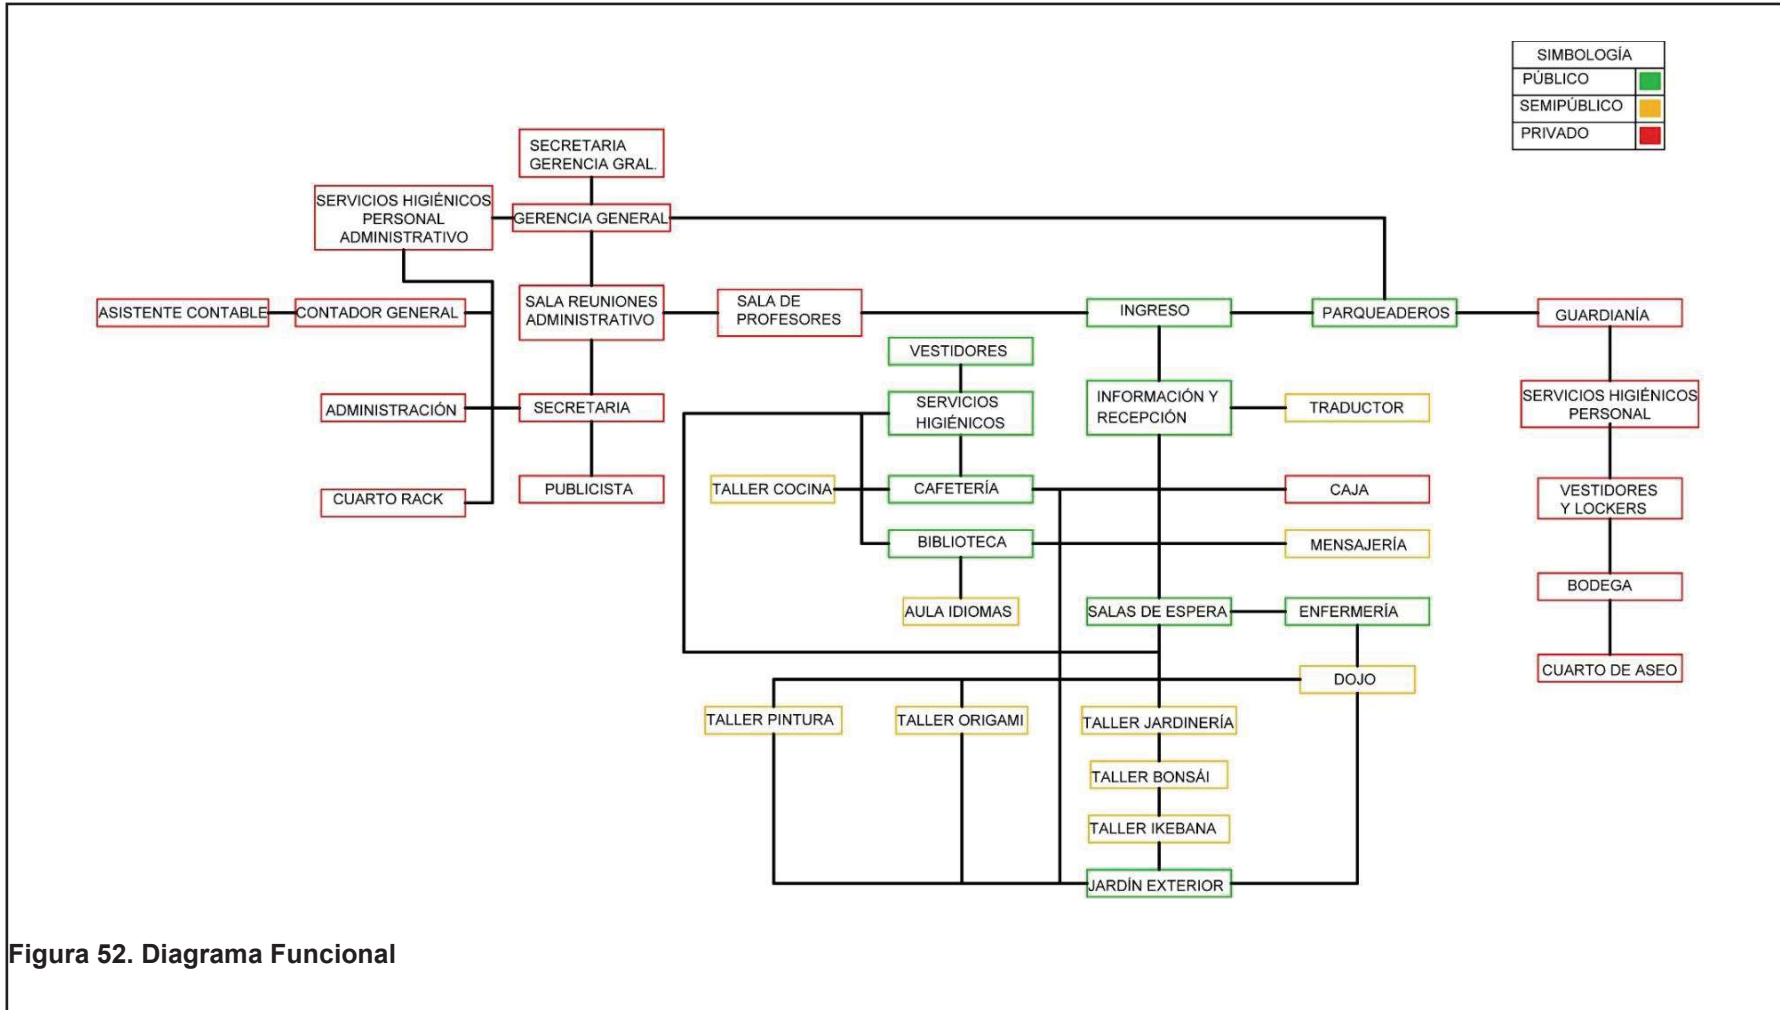 SIMBOLOGÍA
PÚBLICO
SEMIPÚBLICO
PRIVADO
SECRETARIA
GERENCIA GRAL.
SERVICIOS HIGIÉNICOS
PERSONAL
ADMINISTRATIVO
GERENCIA GENERAL
ASISTENTE CONTABLE
CONTADOR GENERAL
SALA REUNIONES
ADMINISTRATIVO
SALA DE
PROFESORES
INGRESO
PARQUEADEROS
GUARDIANÍA
VESTIDORES
ADMINISTRACIÓN
SECRETARIA
SERVICIOS
HIGIÉNICOS
INFORMACIÓN Y
RECEPCIÓN
TRADUCTOR
SERVICIOS HIGIÉNICOS
PERSONAL
CUARTO RACK
PUBLICISTA
TALLER COCINA
CAFETERÍA
CAJA
VESTIDORES
Y LOCKERS
BIBLIOTECA
MENSAJERÍA
BODEGA
AULA IDIOMAS
SALAS DE ESPERA
ENFERMERÍA
CUARTO DE ASEO
DOJO
TALLER PINTURA
TALLER ORIGAMI
TALLER JARDINERÍA
TALLER BONSÁI
TALLER IKEBANA
JARDÍN EXTERIOR
Figura 52. Diagrama Funcional